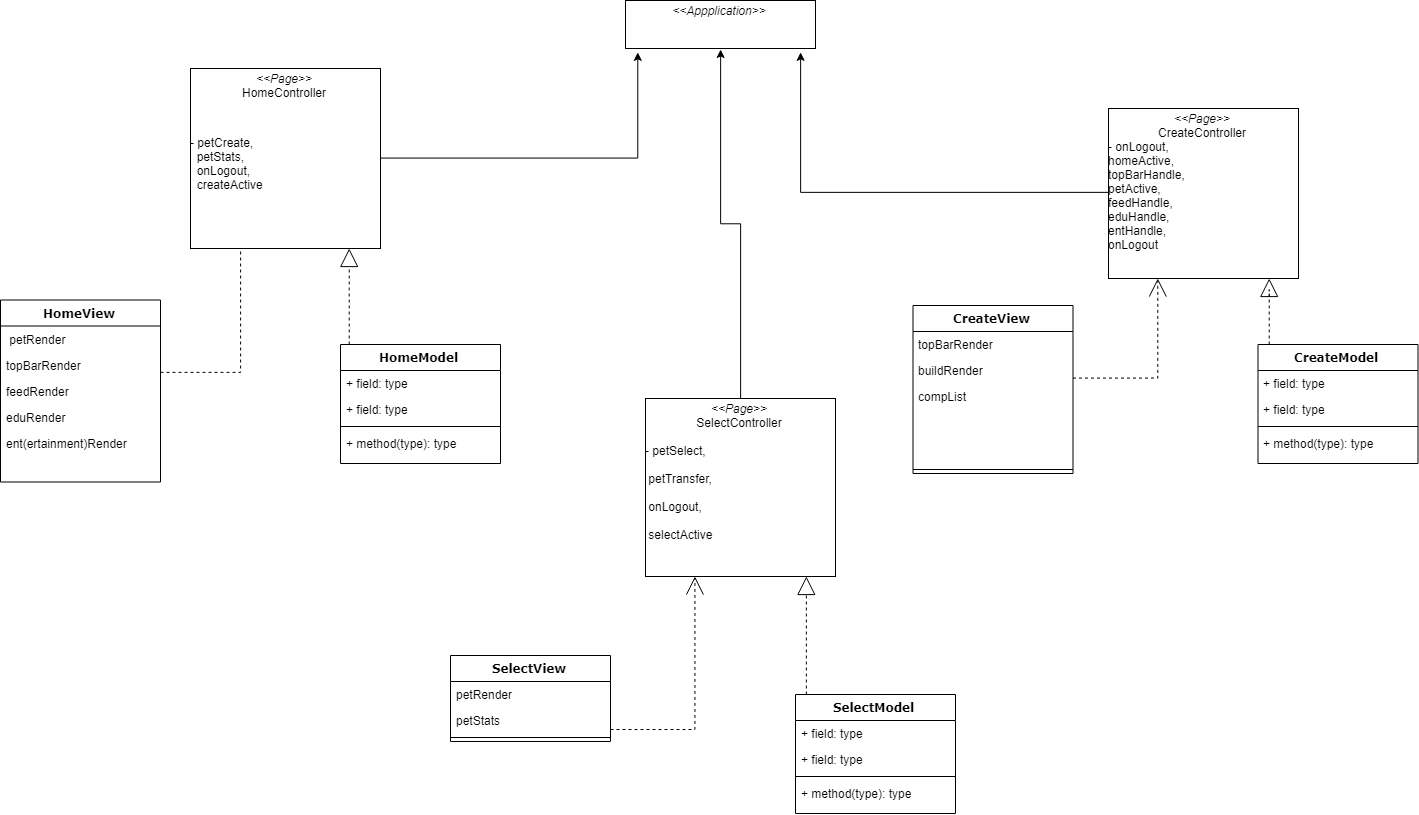 <<Appplication>>
<<Page>>
HomeController
- petCreate,
petStats,
onLogout,
createActive
<<Page>>
CreateController
- onLogout,
homeActive,
topBarHandle,
petActive,
feedHandle,
eduHandle,
entHandle,
onLogout
HomeView
petRender
topBarRender
feedRender
eduRender
ent(ertainment)Render
HomeModel
+ field: type
+ field: type
+ method(type): type
CreateView
topBarRender
buildRender
compList
CreateModel
+ field: type
+ field: type
+ method(type): type
<<Page>>
SelectController
- petSelect,
petTransfer,
onLogout,
selectActive
SelectView
petRender
petStats
SelectModel
+ field: type
+ field: type
+ method(type): type